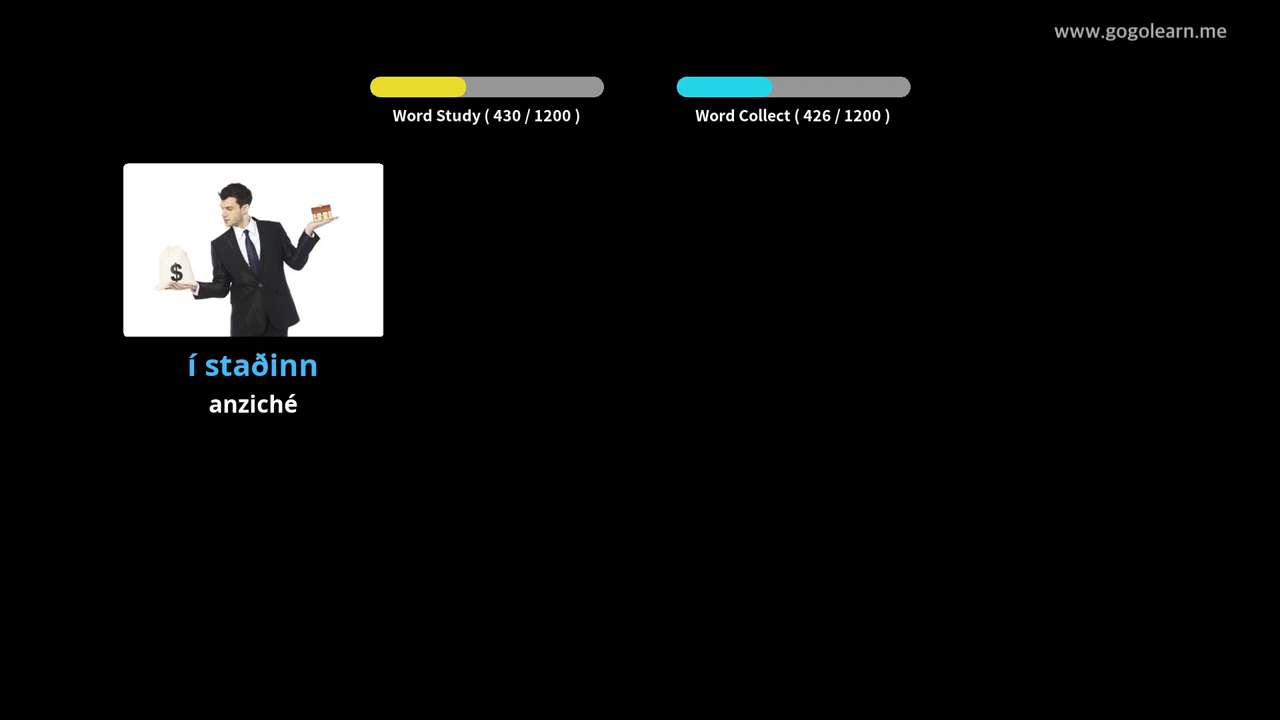 www.gogolearn.me
Word Study ( 430 / 1200 )
Word Collect ( 426 / 1200 )
$
í staðinn
anziché